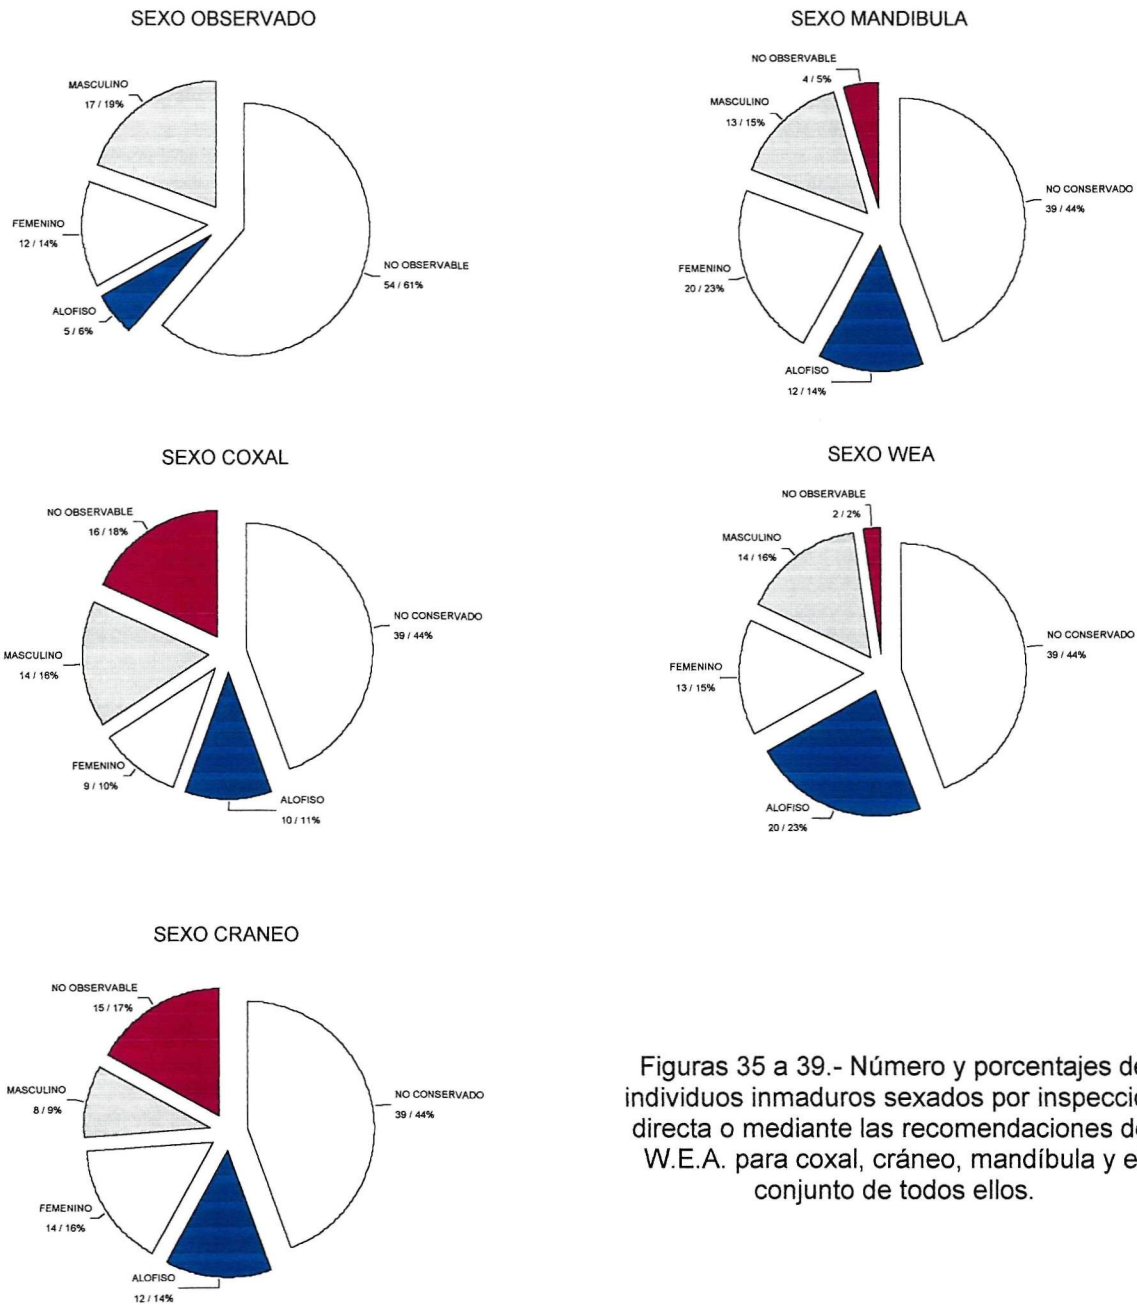 SEXO OBSERVADO
MASCULINO
17 / 19%
FEMENINO
12 / 14%
ALOFISO
5 / 6%
NO OBSERVABLE
54 / 61%
SEXO MANDIBULA
NO OBSERVABLE
4 / 5%
MASCULINO
13 / 15%
NO CONSERVADO
39 / 44%
FEMENINO
20 / 23%
ALOFISO
12 / 14%
SEXO COXAL
NO OBSERVABLE
16 / 18%
NO CONSERVADO
39 / 44%
MASCULINO
14 / 16%
FEMENINO
9 / 10%
ALOFISO
10 / 11%
SEXO WEA
NO OBSERVABLE
2 / 2%
MASCULINO
14 / 16%
NO CONSERVADO
39 / 44%
FEMENINO
13 / 15%
ALOFISO
20 / 23%
SEXO CRANEO
NO OBSERVABLE
15 / 17%
MASCULINO
8 / 9%
NO CONSERVADO
39 / 44%
FEMENINO
14 / 16%
ALOFISO
12 / 14%
Figuras 35 a 39.- Número y porcentajes de
individuos inmaduros sexados por inspecció
directa o mediante las recomendaciones de
W.E.A. para coxal, cráneo, mandíbula y e
conjunto de todos ellos.